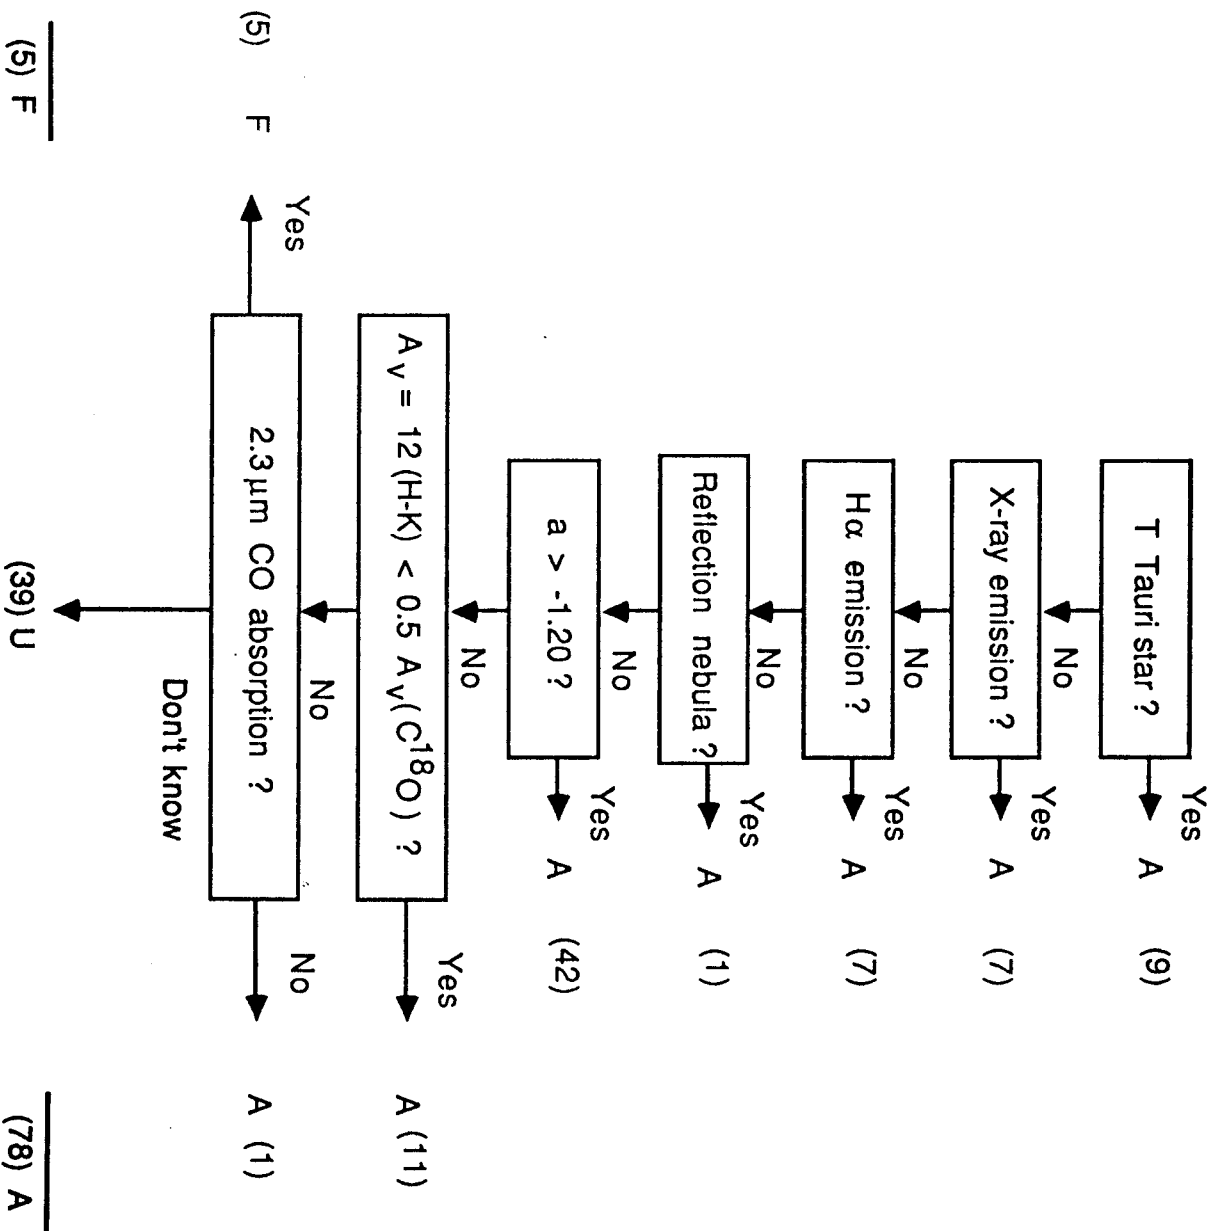 T Tauri star ?
Yes
A (9)
No
X-ray emission ?
Yes
A (7)
No
Hα emission ?
Yes
A (7)
No
Reflection nebula ?
Yes
A (1)
No
a > -1.20 ?
Yes
A (42)
No
A_V = 12 (H-K) < 0.5 A_V (C^18O) ?
Yes
A (11)
No
2.3 μm CO absorption ?
Yes
(5) F
No
A (1)
Don't know
(5) F
(39) U
(78) A